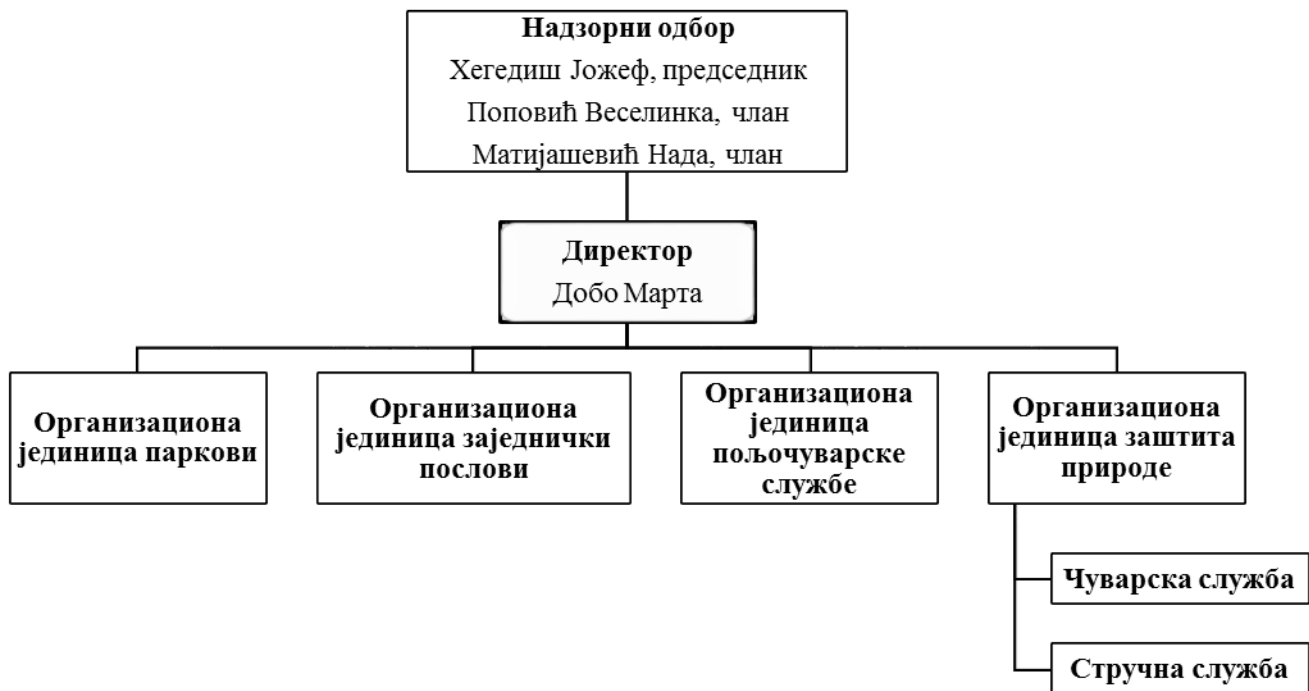 Надзорни одбор
Хегедиш Јожеф, председник
Поповић Веселинка, члан
Матијашевић Нада, члан
Директор
Добо Марта
Организациона
јединица паркови
Организациона
јединица заједнички
послови
Организациона
јединица
пољочуварске
службе
Организациона
јединица заштита
природе
Чуварска служба
Стручна служба